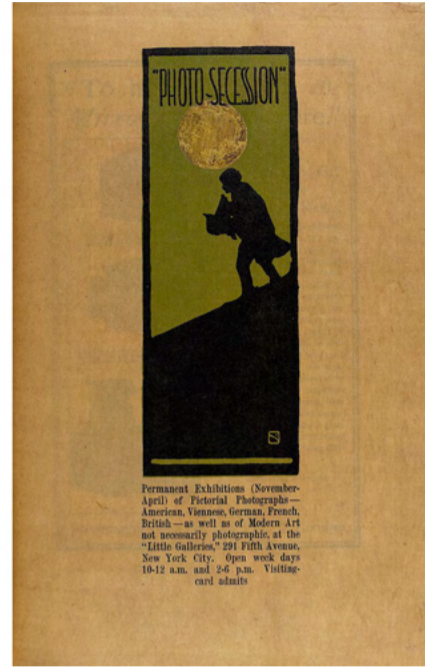 "PHOTO-SECESSION"
Permanent Exhibitions (November-
April) of Pictorial Photographs—
American, Viennese, German, French,
British—as well as of Modern Art
not necessarily photographic, at the
"Little Galleries," 291 Fifth Avenue,
New York City. Open week days
10-12 a.m. and 2-6 p.m. Visiting-
card admits